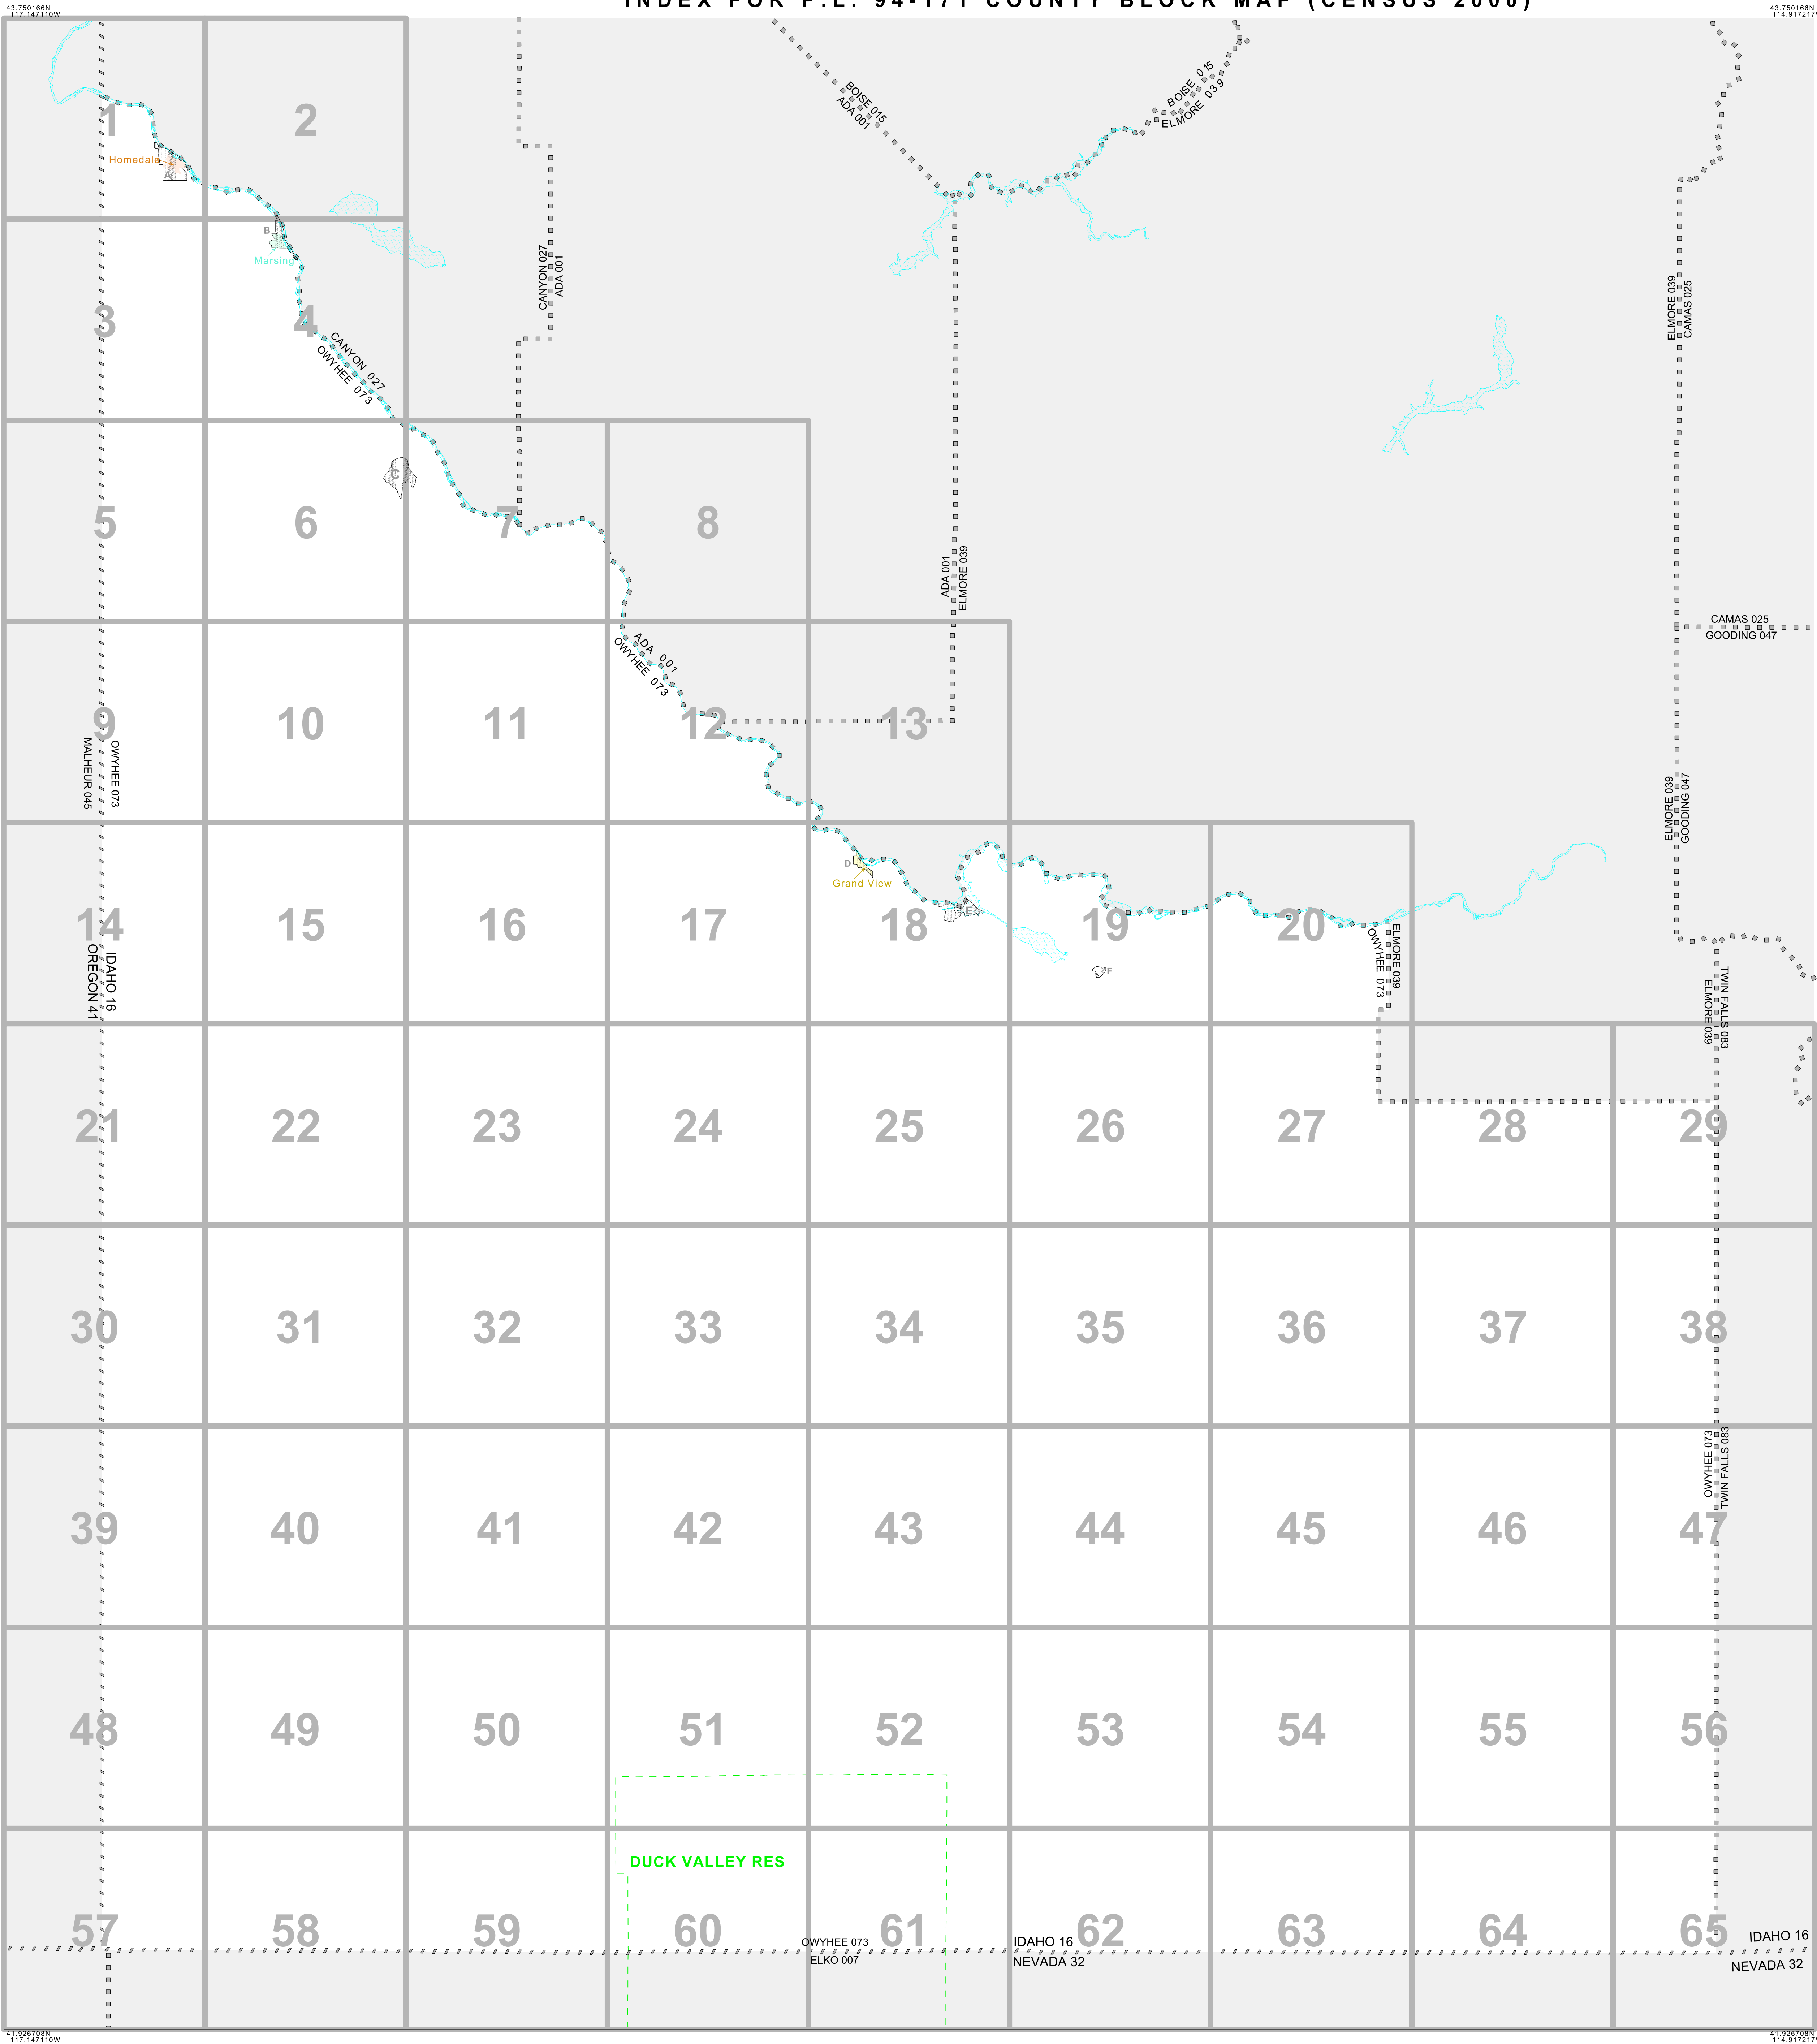 INDEX FOR P.L. 94-171 COUNTY BLOCK MAP (CENSUS 2000)
43.750166N
117.147110W
43.750166N
114.917217W
1
2
Homedale
A
BOISE 015
ADA 001
BOISE 015
ELMORE 039
B
Marsing
CANYON 027
ADA 001
3
4
CANYON 027
OWYHEE 073
ELMORE 039
CAMAS 025
C
5
6
7
8
ADA 001
ELMORE 039
CAMAS 025
GOODING 047
ADA 001
OWYHEE 073
9
10
11
12
13
MALHEUR 045
OWYHEE 073
ELMORE 039
GOODING 047
D
Grand View
14
15
16
17
18
E
19
20
F
OREGON 41
IDAHO 16
OWYHEE 073
ELMORE 039
ELMORE 039
TWIN FALLS 083
21
22
23
24
25
26
27
28
29
30
31
32
33
34
35
36
37
38
OWYHEE 073
TWIN FALLS 083
39
40
41
42
43
44
45
46
47
48
49
50
51
52
53
54
55
56
DUCK VALLEY RES
57
58
59
60
61
62
63
64
65
OWYHEE 073
ELKO 007
IDAHO 16
NEVADA 32
IDAHO 16
NEVADA 32
41.926708N
117.147110W
41.926708N
114.917217W